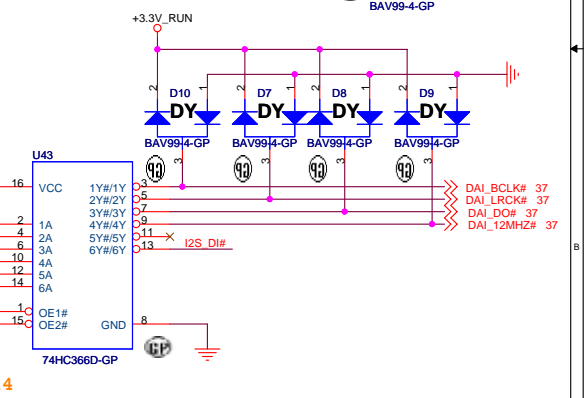 BAV99-4-GP
+3.3V_RUN
2 1 2 1 2 1 2 1
D10 D7 D8 D9
DY DY DY DY
BAV99-4-GP BAV99-4-GP BAV99-4-GP BAV99-4-GP
3 3 3 3
U43
16 VCC 1Y#/1Y 3 DAI_BCLK# 37
2Y#/2Y 5 DAI_LRCK# 37
3Y#/3Y 7 DAI_DO# 37
2 1A 4Y#/4Y 9 DAI_12MHZ# 37
4 2A 5Y#/5Y 11
6 3A 6Y#/6Y 13 I2S_DI#
10 4A
12 5A
14 6A
1 OE1#
15 OE2# GND 8
GP
74HC366D-GP
B
4